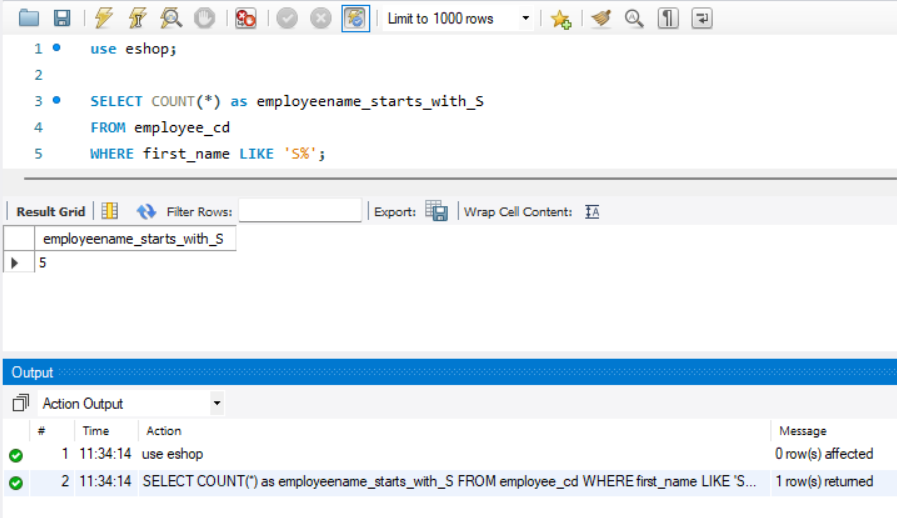 Limit to 1000 rows
1 use eshop;
2
3 SELECT COUNT(*) as employeename_starts_with_S
4 FROM employee_cd
5 WHERE first_name LIKE 'S%';
Result Grid Filter Rows: Export: Wrap Cell Content: IA
employeename_starts_with_S
5
Output
Action Output
# Time Action Message
1 11:34:14 use eshop 0 row(s) affected
2 11:34:14 SELECT COUNT(*) as employeename_starts_with_S FROM employee_cd WHERE first_name LIKE 'S... 1 row(s) returned